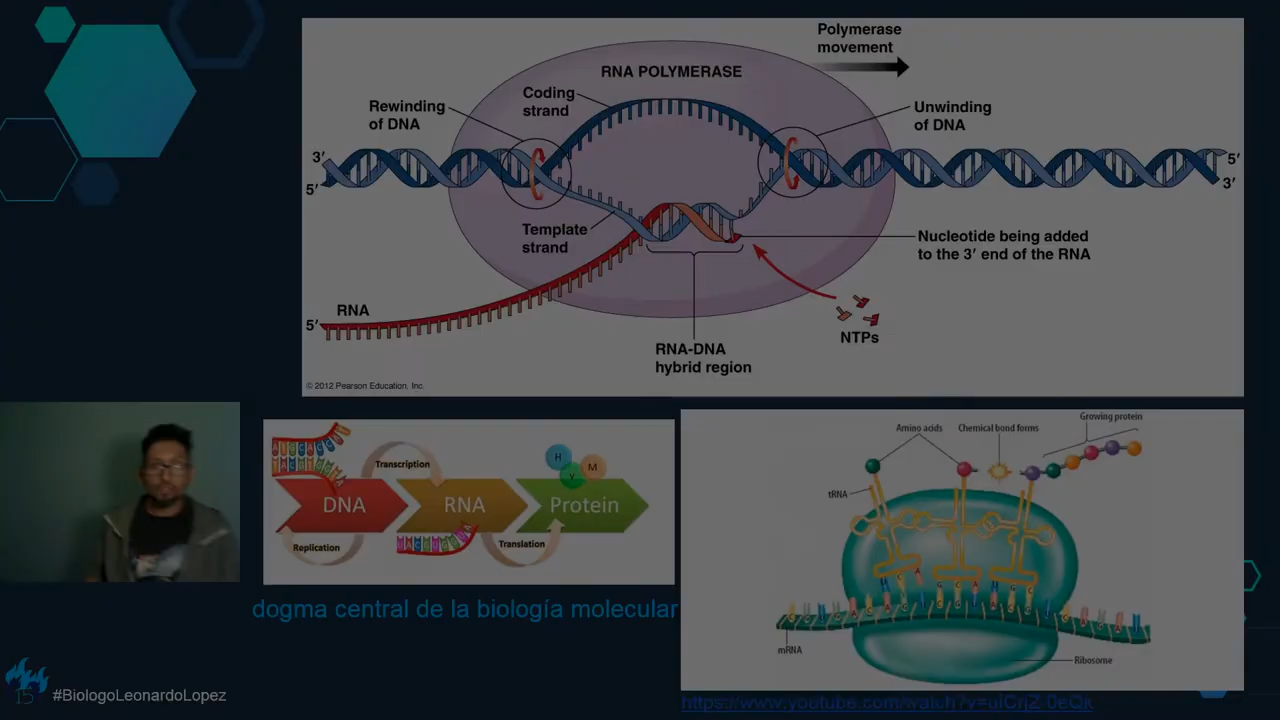 Polymerase
movement
RNA POLYMERASE
Coding
strand
Rewinding
of DNA
Unwinding
of DNA
3′
5′
5′
3′
Template
strand
Nucleotide being added
to the 3′ end of the RNA
RNA
5′
NTPs
RNA-DNA
hybrid region
© 2012 Pearson Education, Inc.
Transcription
H
Y
M
DNA
RNA
Protein
Replication
Translation
dogma central de la biología molecular
Growing protein
Amino acids
Chemical bond forms
tRNA
mRNA
Ribosome
15
#BiologoLeonardoLopez